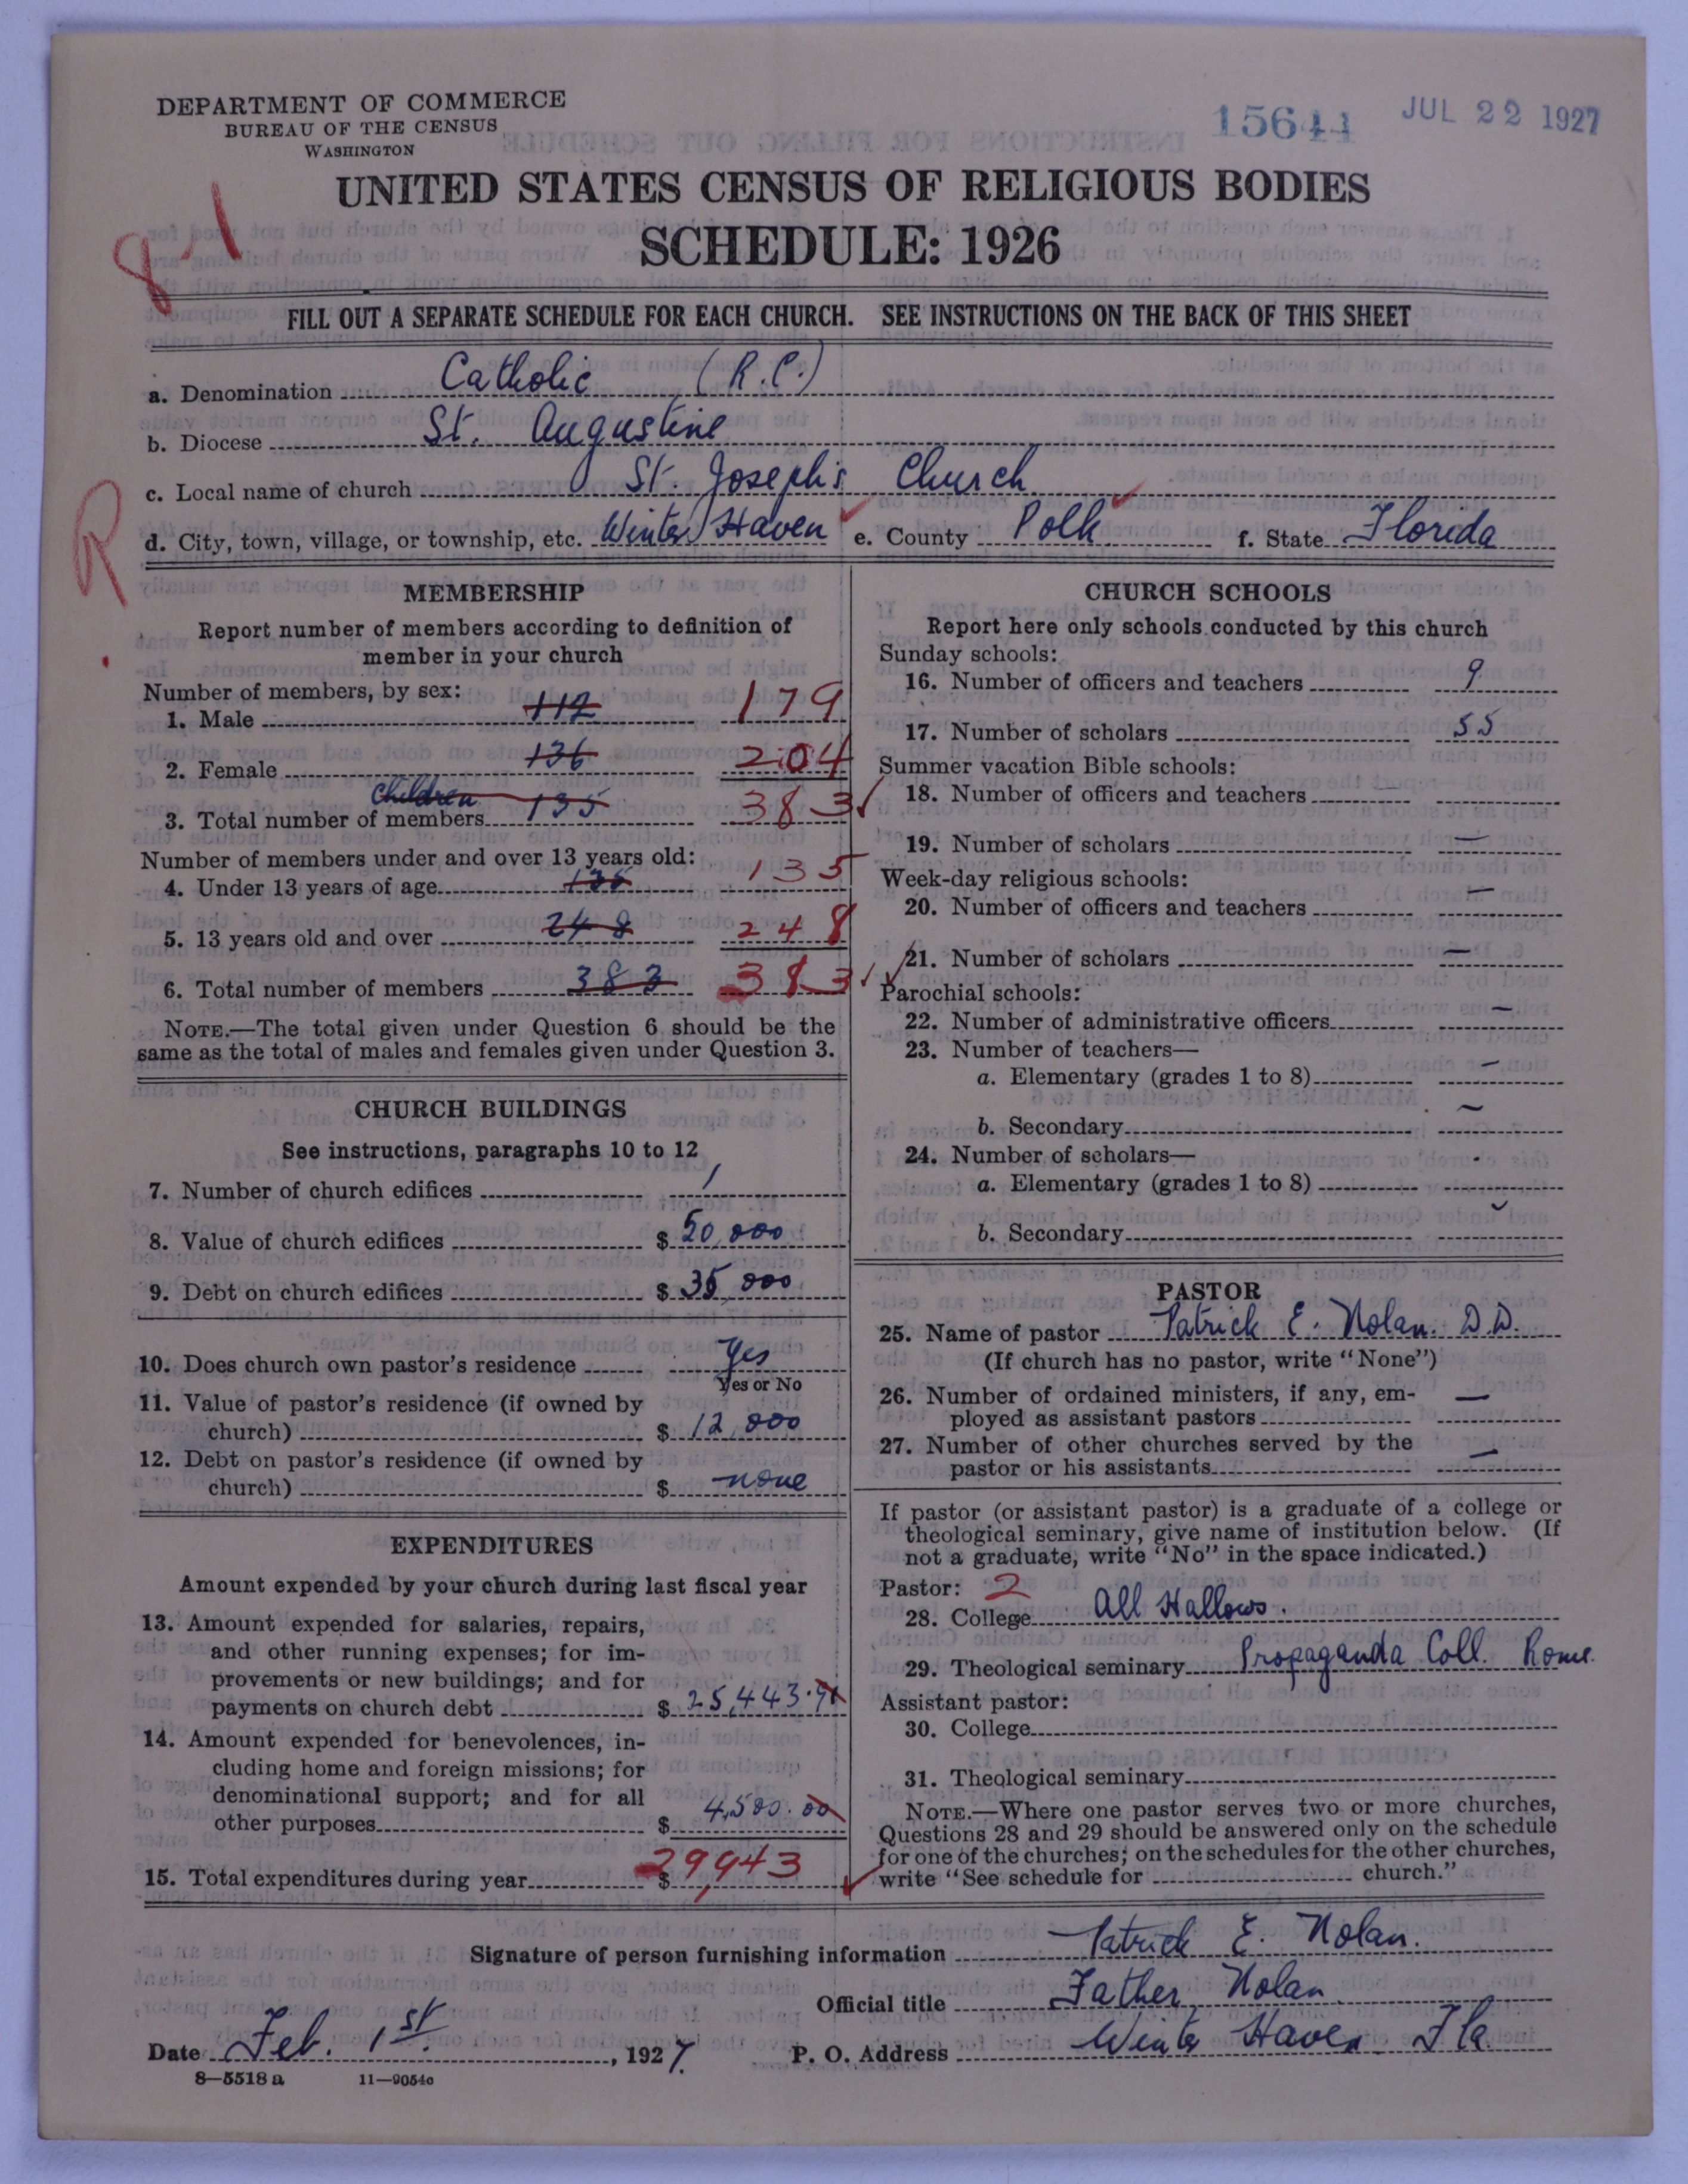 DEPARTMENT OF COMMERCE
BUREAU OF THE CENSUS
WASHINGTON
15644 JUL 22 1927
UNITED STATES CENSUS OF RELIGIOUS BODIES
SCHEDULE: 1926
8-1
FILL OUT A SEPARATE SCHEDULE FOR EACH CHURCH. SEE INSTRUCTIONS ON THE BACK OF THIS SHEET
a. Denomination Catholic (R.C.)
b. Diocese St. Augustine
c. Local name of church St. Joseph's Church
R
d. City, town, village, or township, etc. Winter Haven e. County Polk f. State Florida
MEMBERSHIP
Report number of members according to definition of
member in your church
Number of members, by sex:
1. Male 112 179
2. Female 136 204
Children 135
3. Total number of members 383
Number of members under and over 13 years old:
4. Under 13 years of age 135 135
5. 13 years old and over 248 248
6. Total number of members 383 383
NOTE.—The total given under Question 6 should be the
same as the total of males and females given under Question 3.
CHURCH BUILDINGS
See instructions, paragraphs 10 to 12
7. Number of church edifices 1
8. Value of church edifices $ 50,000
9. Debt on church edifices $ 35,000
10. Does church own pastor's residence Yes
Yes or No
11. Value of pastor's residence (if owned by
church) $ 12,000
12. Debt on pastor's residence (if owned by
church) $ none
EXPENDITURES
Amount expended by your church during last fiscal year
13. Amount expended for salaries, repairs,
and other running expenses; for im-
provements or new buildings; and for
payments on church debt $ 25,443.
14. Amount expended for benevolences, in-
cluding home and foreign missions; for
denominational support; and for all
other purposes $ 4,500.00
15. Total expenditures during year $ 29,943
CHURCH SCHOOLS
Report here only schools conducted by this church
Sunday schools:
16. Number of officers and teachers 9
17. Number of scholars 55
Summer vacation Bible schools:
18. Number of officers and teachers —
19. Number of scholars —
Week-day religious schools:
20. Number of officers and teachers —
21. Number of scholars —
Parochial schools:
22. Number of administrative officers —
23. Number of teachers—
a. Elementary (grades 1 to 8) —
b. Secondary —
24. Number of scholars—
a. Elementary (grades 1 to 8)
b. Secondary
PASTOR
25. Name of pastor Patrick E. Nolan. D.D.
(If church has no pastor, write "None")
26. Number of ordained ministers, if any, em-
ployed as assistant pastors —
27. Number of other churches served by the
pastor or his assistants —
If pastor (or assistant pastor) is a graduate of a college or
theological seminary, give name of institution below. (If
not a graduate, write "No" in the space indicated.)
Pastor: 2
28. College All Hallows.
29. Theological seminary Propaganda Coll. Rome.
Assistant pastor:
30. College
31. Theological seminary
NOTE.—Where one pastor serves two or more churches,
Questions 28 and 29 should be answered only on the schedule
for one of the churches; on the schedules for the other churches,
write "See schedule for church."
Signature of person furnishing information Patrick E. Nolan.
Official title Father Nolan
Date Feb. 1st., 1927. P. O. Address Winter Haven Fla.
8—5518 a 11—9054c